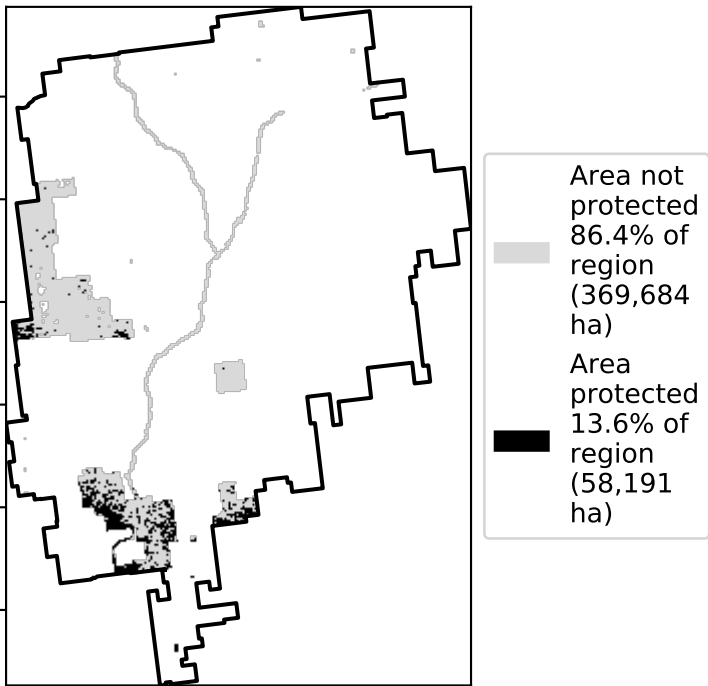 Area not
protected
86.4% of
region
(369,684
ha)
Area
protected
13.6% of
region
(58,191
ha)